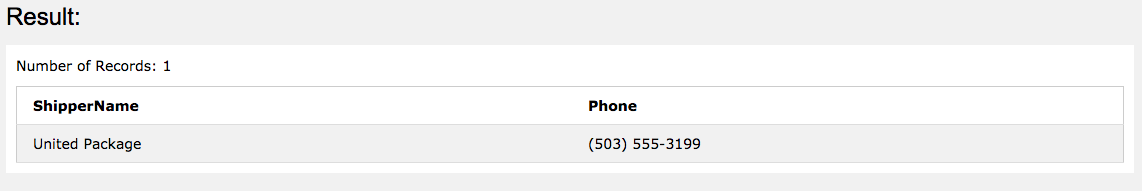 Result:
Number of Records: 1
ShipperName Phone
United Package (503) 555-3199